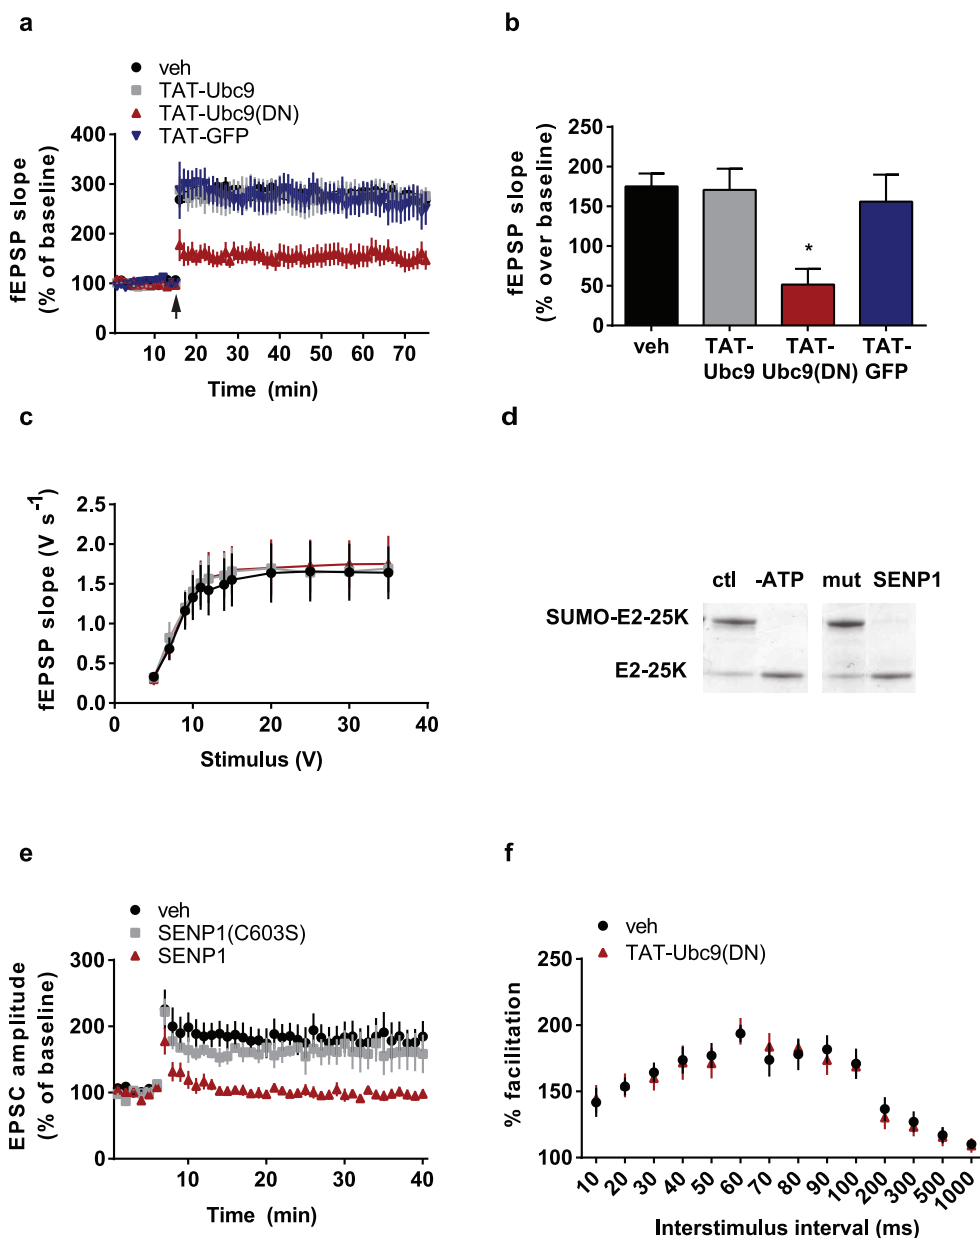 a
veh
TAT-Ubc9
TAT-Ubc9(DN)
TAT-GFP
fEPSP slope
(% of baseline)
400
300
200
100
0
10 20 30 40 50 60 70
Time (min)
b
fEPSP slope
(% over baseline)
250
200
150
100
50
0
*
veh TAT- TAT- TAT-
Ubc9 Ubc9(DN) GFP
c
fEPSP slope (V s⁻¹)
2.5
2.0
1.5
1.0
0.5
0.0
0 10 20 30 40
Stimulus (V)
d
ctl -ATP mut SENP1
SUMO-E2-25K
E2-25K
e
veh
SENP1(C603S)
SENP1
EPSC amplitude
(% of baseline)
300
200
100
0
10 20 30 40
Time (min)
f
veh
TAT-Ubc9(DN)
% facilitation
250
200
150
100
10 20 30 40 50 60 70 80 90 100 200 300 500 1000
Interstimulus interval (ms)